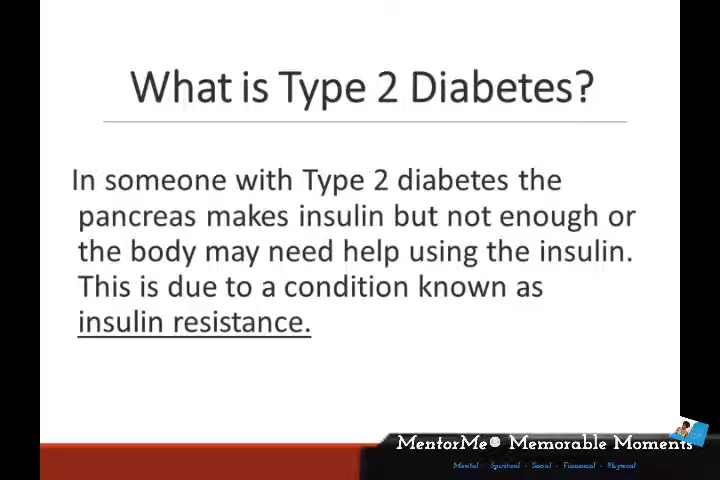 What is Type 2 Diabetes?
In someone with Type 2 diabetes the
pancreas makes insulin but not enough or
the body may need help using the insulin.
This is due to a condition known as
insulin resistance.
MentorMe® Memorable Moments
Mental - Spiritual - Social - Financial - Physical